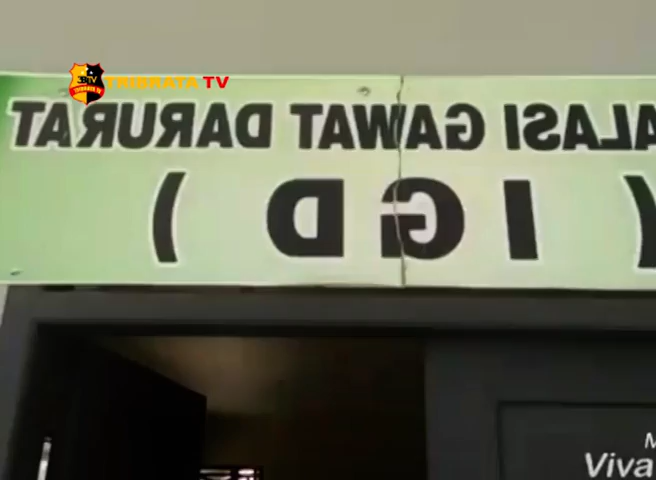 TRIBRATA TV
ALASI GAWAT DARURAT
( IGD )
M
Viva